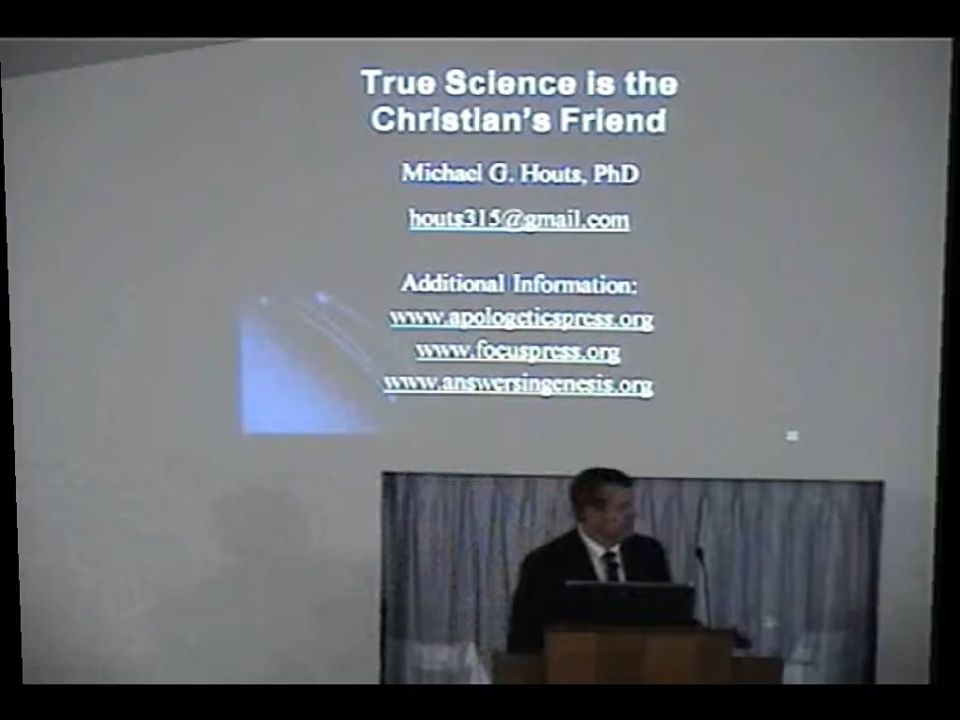 True Science is the
Christian's Friend
Michael G. Houts, PhD
houts315@gmail.com
Additional Information:
www.apologeticspress.org
www.focuspress.org
www.answersingenesis.org